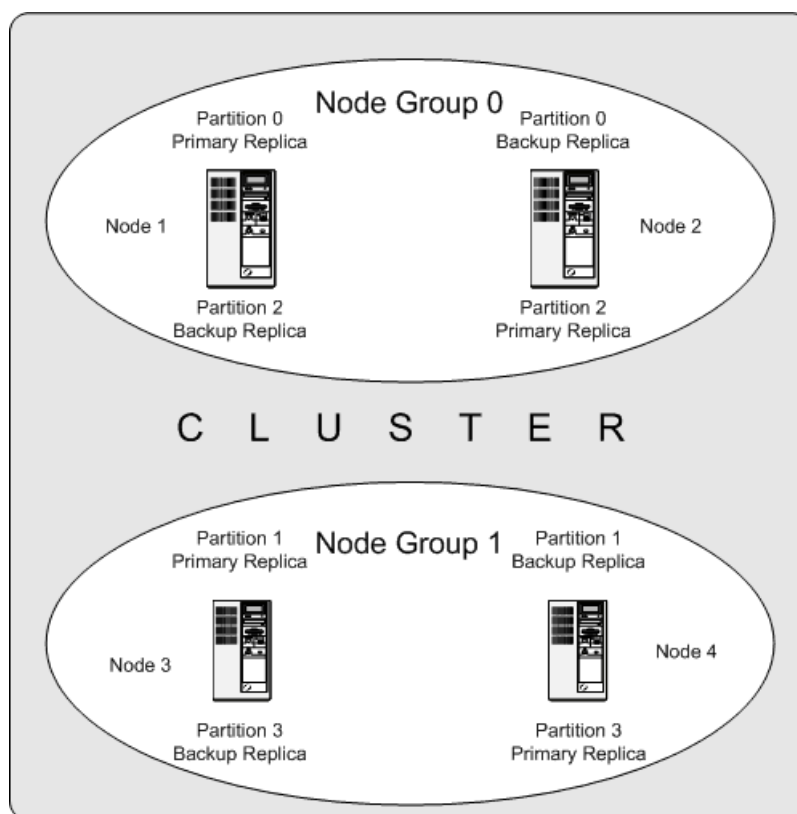 Node Group 0
Partition 0
Primary Replica
Partition 0
Backup Replica
Node 1
Node 2
Partition 2
Backup Replica
Partition 2
Primary Replica
C L U S T E R
Node Group 1
Partition 1
Primary Replica
Partition 1
Backup Replica
Node 3
Node 4
Partition 3
Backup Replica
Partition 3
Primary Replica